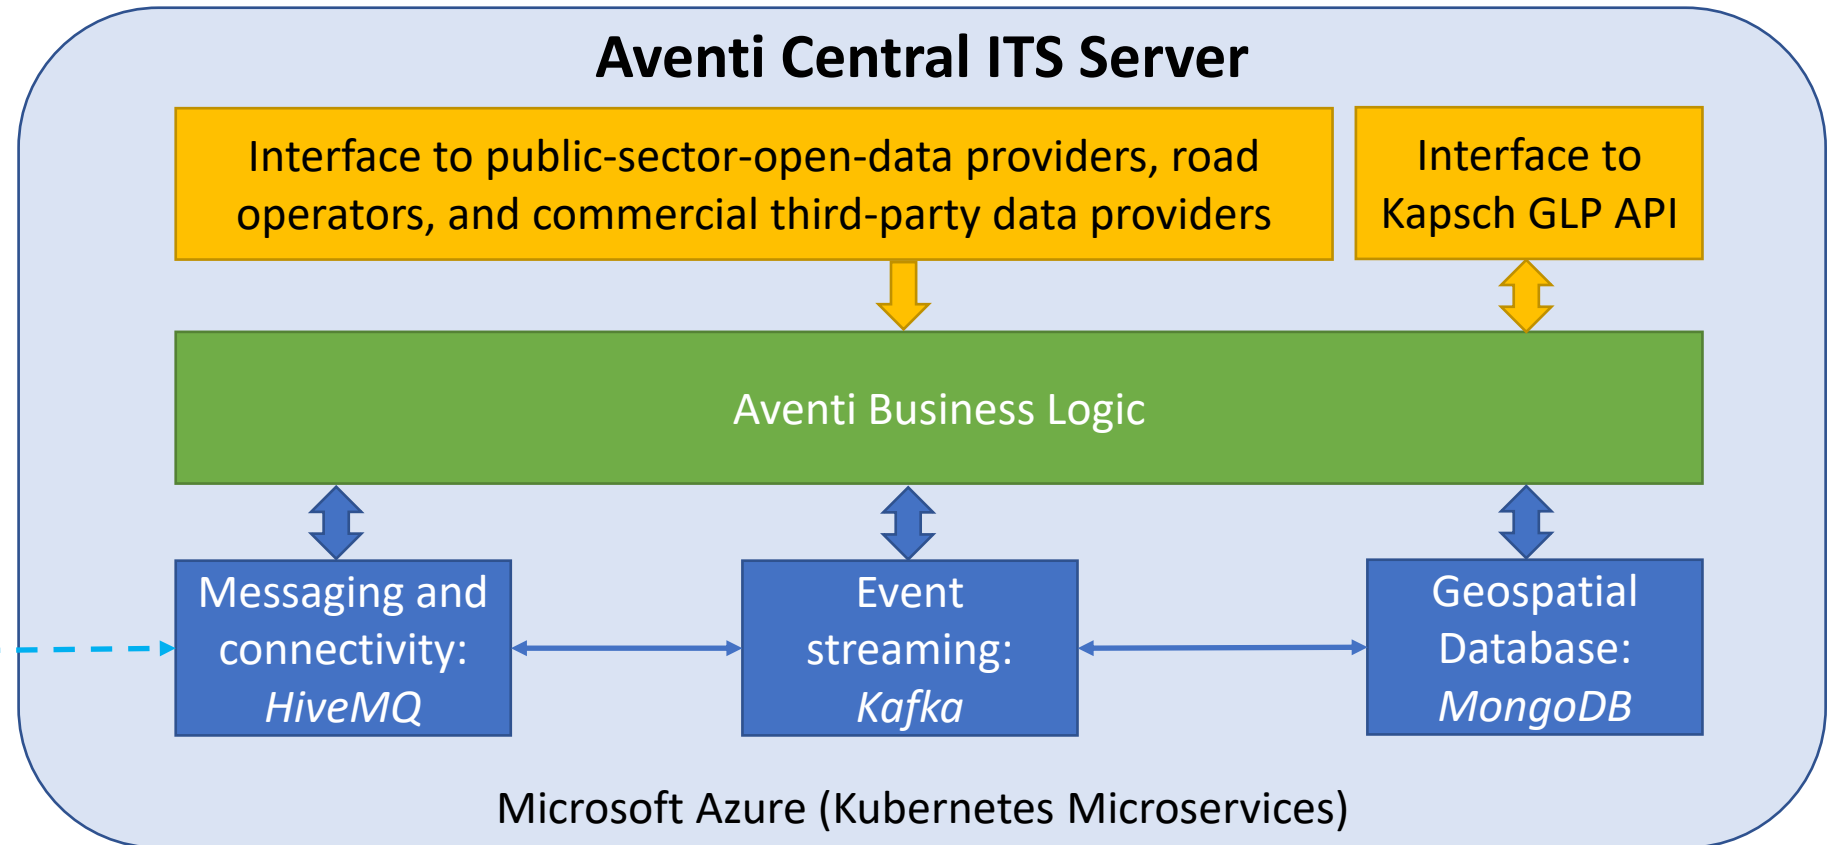 Aventi Central ITS Server
Interface to public-sector-open-data providers, road
operators, and commercial third-party data providers
Interface to
Kapsch GLP API
Aventi Business Logic
Messaging and
connectivity:
HiveMQ
Event
streaming:
Kafka
Geospatial
Database:
MongoDB
Microsoft Azure (Kubernetes Microservices)